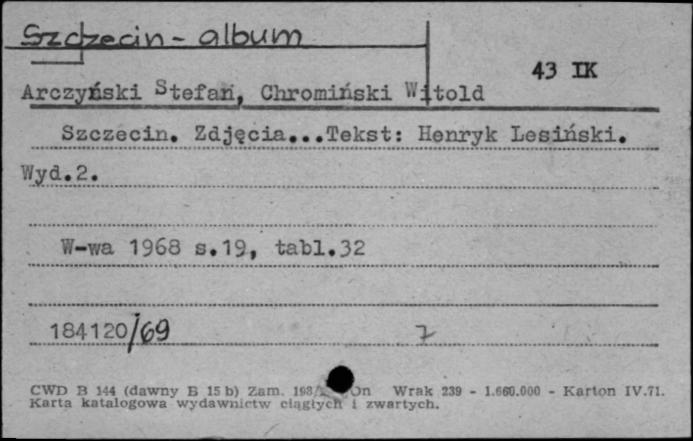 Szczecin - album
43 IK
Arczyński Stefan, Chromiński Witold
Szczecin. Zdjęcia...Tekst: Henryk Lesiński.
Wyd.2.
W-wa 1968 s.19, tabl.32
184120/69 7
CWD B 144 (dawny B 15 b) Zam. Wrak 239 - 1.660.000 - Karton IV.71.
Karta katalogowa wydawnictw ciągłych i zwartych.